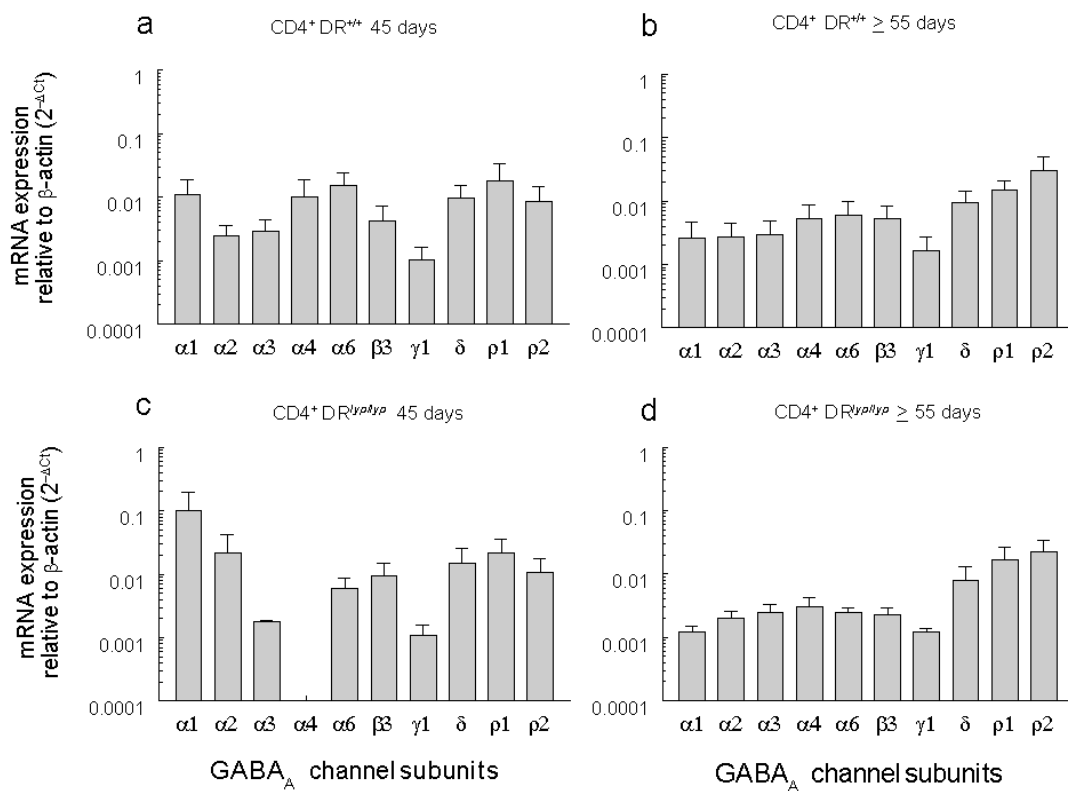 a
CD4⁺ DR⁺/⁺ 45 days
mRNA expression
relative to β-actin (2⁻ΔCt)
1
0.1
0.01
0.001
0.0001
α1 α2 α3 α4 α6 β3 γ1 δ ρ1 ρ2
b
CD4⁺ DR⁺/⁺ ≥ 55 days
1
0.1
0.01
0.001
0.0001
α1 α2 α3 α4 α6 β3 γ1 δ ρ1 ρ2
c
CD4⁺ DRlyp/lyp 45 days
mRNA expression
relative to β-actin (2⁻ΔCt)
1
0.1
0.01
0.001
0.0001
α1 α2 α3 α4 α6 β3 γ1 δ ρ1 ρ2
GABA_A channel subunits
d
CD4⁺ DRlyp/lyp ≥ 55 days
1
0.1
0.01
0.001
0.0001
α1 α2 α3 α4 α6 β3 γ1 δ ρ1 ρ2
GABA_A channel subunits